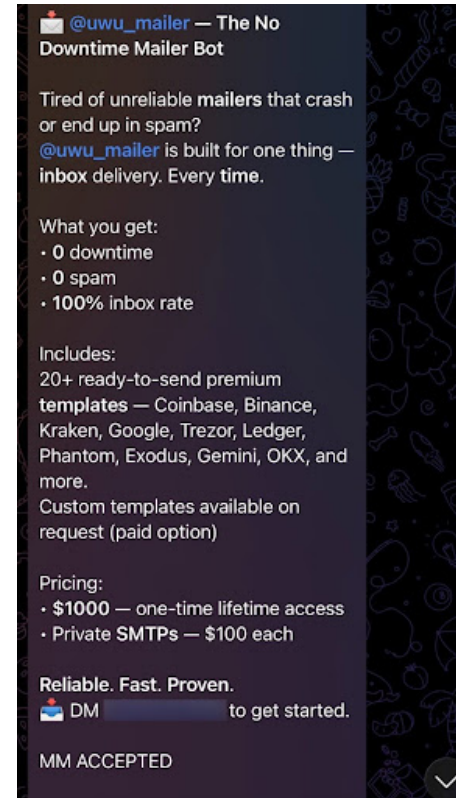 📩 @uwu_mailer — The No
Downtime Mailer Bot
Tired of unreliable mailers that crash
or end up in spam?
@uwu_mailer is built for one thing —
inbox delivery. Every time.
What you get:
• 0 downtime
• 0 spam
• 100% inbox rate
Includes:
20+ ready-to-send premium
templates — Coinbase, Binance,
Kraken, Google, Trezor, Ledger,
Phantom, Exodus, Gemini, OKX, and
more.
Custom templates available on
request (paid option)
Pricing:
• $1000 — one-time lifetime access
• Private SMTPs — $100 each
Reliable. Fast. Proven.
📥 DM to get started.
MM ACCEPTED